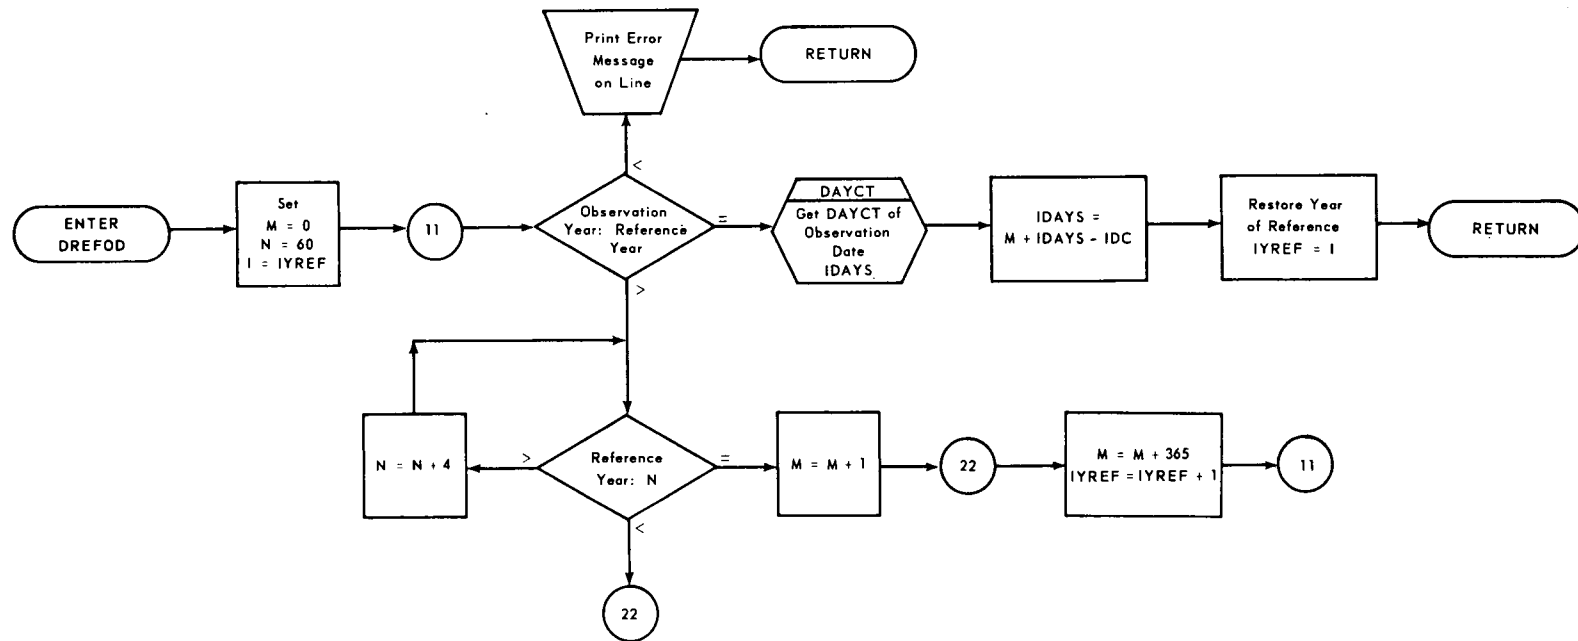 Print Error
Message
on Line
RETURN
<
ENTER
DREFOD
Set
M = 0
N = 60
I = IYREF
11
Observation
Year: Reference
Year
=
>
DAYCT
Get DAYCT of
Observation
Date
IDAYS
IDAYS =
M + IDAYS - IDC
Restore Year
of Reference
IYREF = I
RETURN
N = N + 4
>
Reference
Year: N
=
<
M = M + 1
22
M = M + 365
IYREF = IYREF + 1
11
22